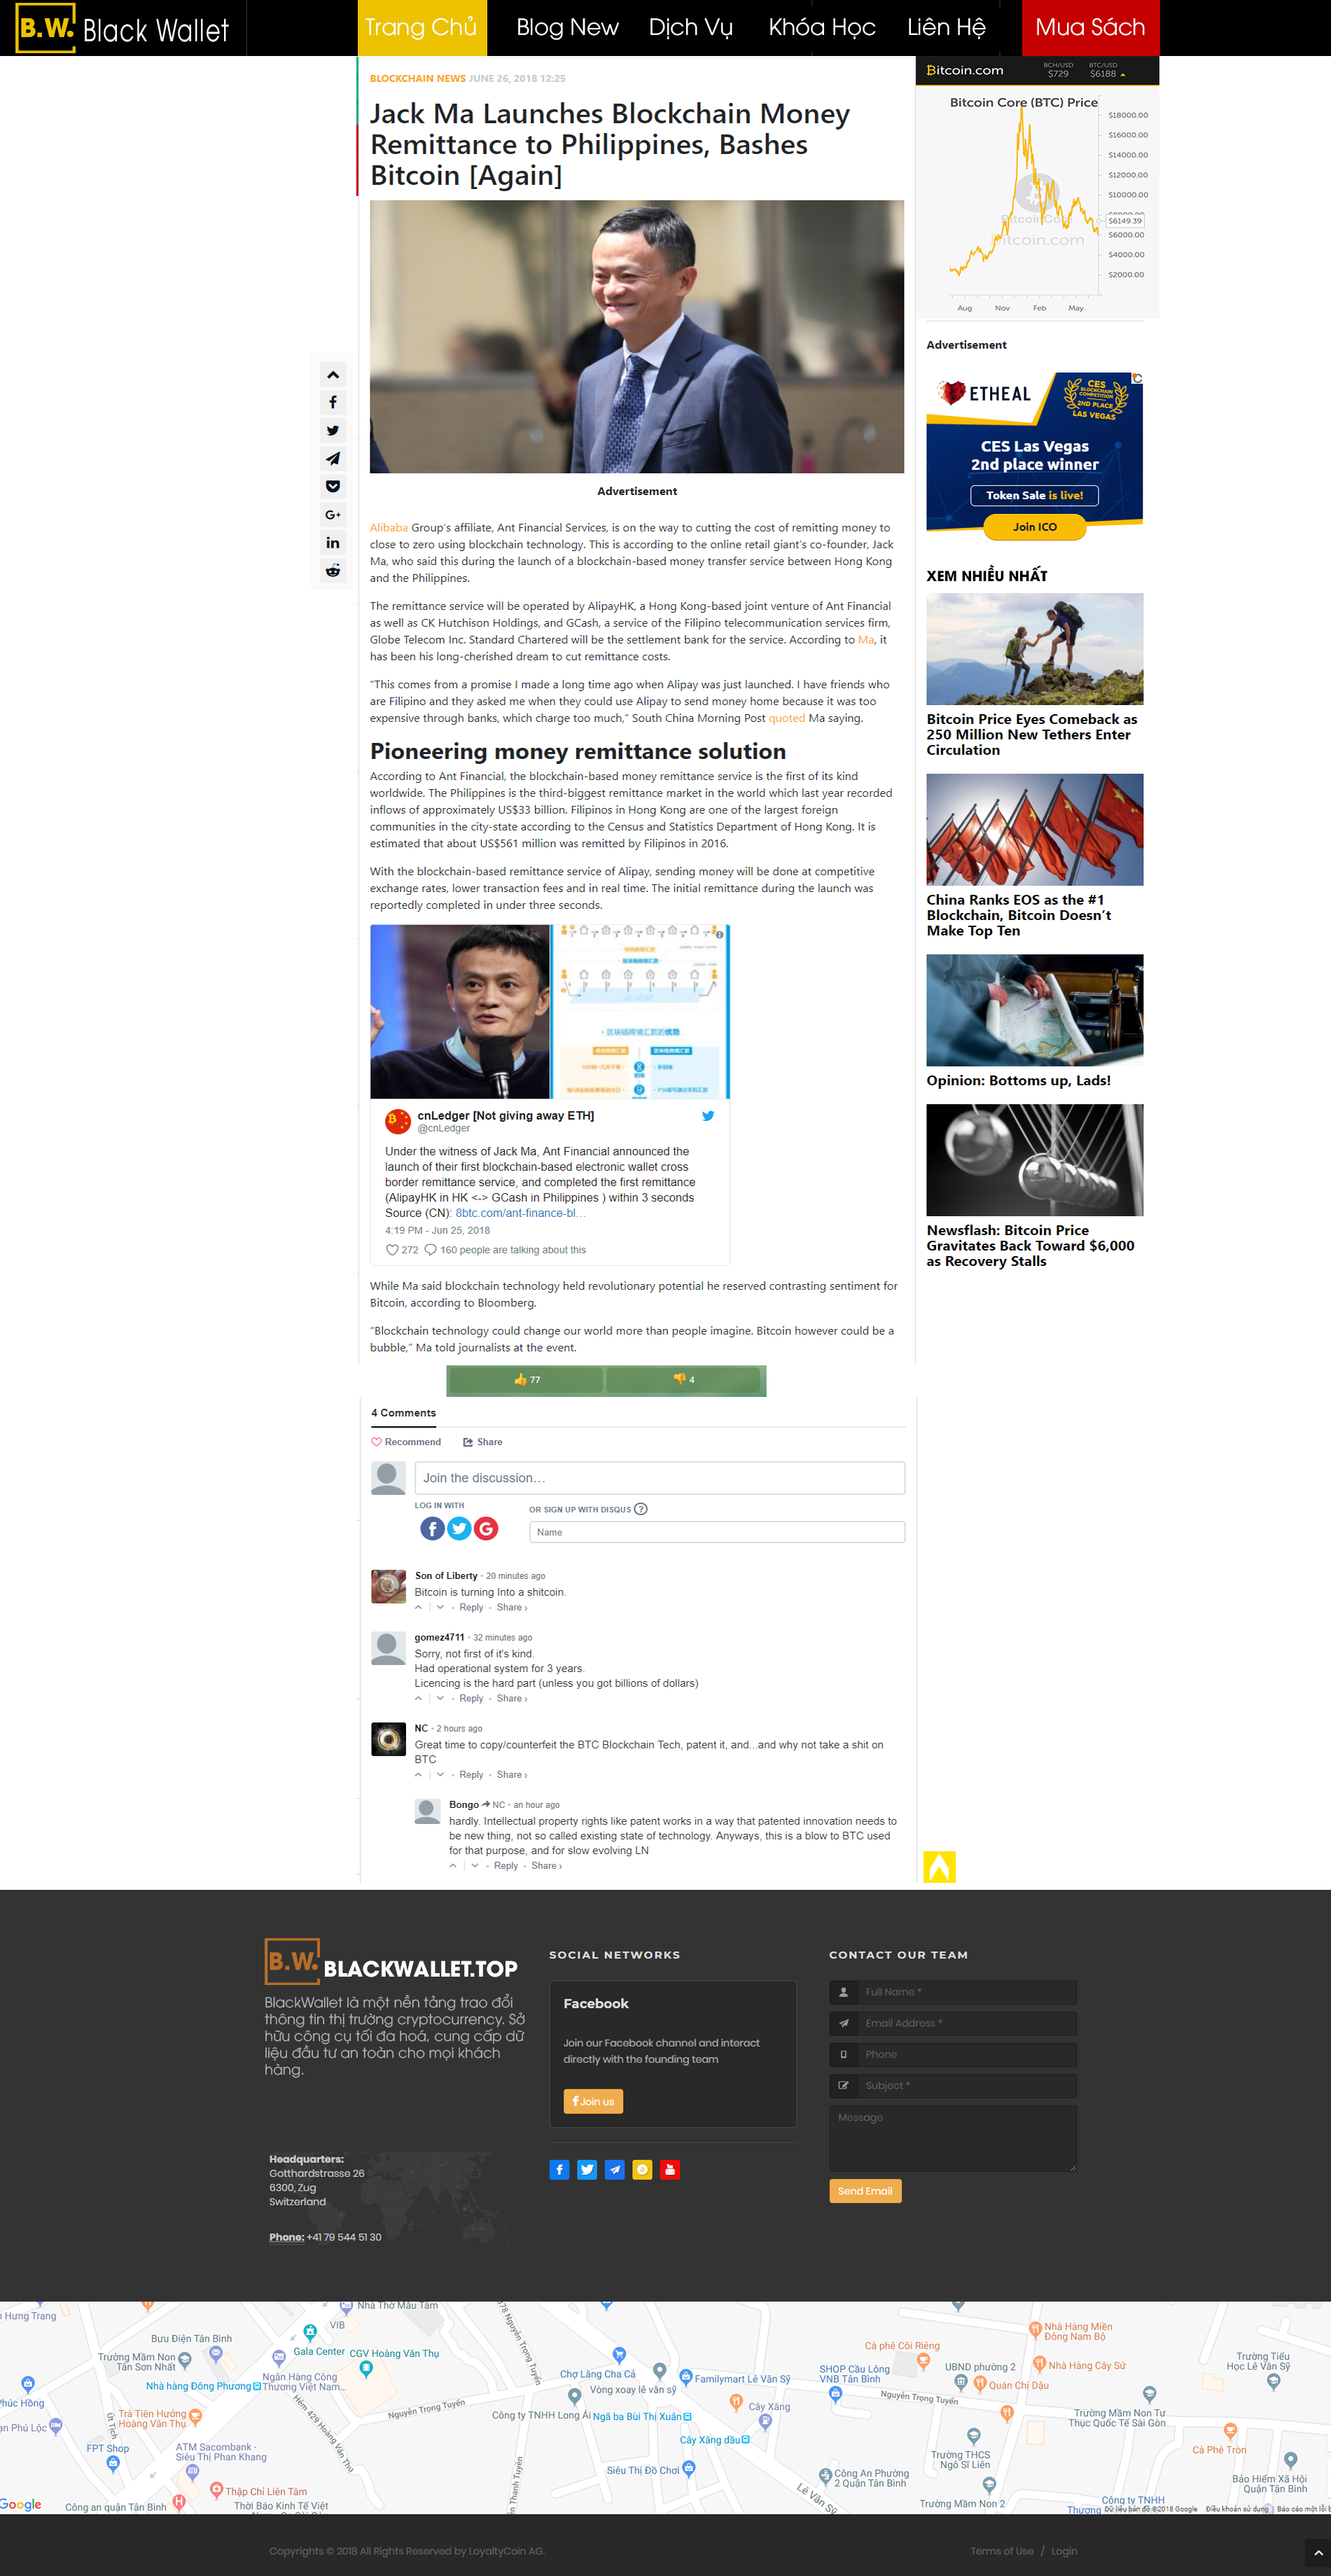 B.W. Black Wallet
Trang Chủ
Blog New
Dịch Vụ
Khóa Học
Liên Hệ
Mua Sách
BLOCKCHAIN NEWS JUNE 26, 2018 12:25
Jack Ma Launches Blockchain Money
Remittance to Philippines, Bashes
Bitcoin [Again]
Advertisement
Alibaba Group's affiliate, Ant Financial Services, is on the way to cutting the cost of remitting money to
close to zero using blockchain technology. This is according to the online retail giant's co-founder, Jack
Ma, who said this during the launch of a blockchain-based money transfer service between Hong Kong
and the Philippines.
The remittance service will be operated by AlipayHK, a Hong Kong-based joint venture of Ant Financial
as well as CK Hutchison Holdings, and GCash, a service of the Filipino telecommunication services firm,
Globe Telecom Inc. Standard Chartered will be the settlement bank for the service. According to Ma, it
has been his long-cherished dream to cut remittance costs.
“This comes from a promise I made a long time ago when Alipay was just launched. I have friends who
are Filipino and they asked me when they could use Alipay to send money home because it was too
expensive through banks, which charge too much,” South China Morning Post quoted Ma saying.
Pioneering money remittance solution
According to Ant Financial, the blockchain-based money remittance service is the first of its kind
worldwide. The Philippines is the third-biggest remittance market in the world which last year recorded
inflows of approximately US$33 billion. Filipinos in Hong Kong are one of the largest foreign
communities in the city-state according to the Census and Statistics Department of Hong Kong. It is
estimated that about US$561 million was remitted by Filipinos in 2016.
With the blockchain-based remittance service of Alipay, sending money will be done at competitive
exchange rates, lower transaction fees and in real time. The initial remittance during the launch was
reportedly completed in under three seconds.
区块链跨境汇款的优势
cnLedger [Not giving away ETH]
@cnLedger
Under the witness of Jack Ma, Ant Financial announced the
launch of their first blockchain-based electronic wallet cross
border remittance service, and completed the first remittance
(AlipayHK in HK <-> GCash in Philippines ) within 3 seconds
Source (CN): 8btc.com/ant-finance-bl…
4:19 PM - Jun 25, 2018
272 160 people are talking about this
While Ma said blockchain technology held revolutionary potential he reserved contrasting sentiment for
Bitcoin, according to Bloomberg.
“Blockchain technology could change our world more than people imagine. Bitcoin however could be a
bubble,” Ma told journalists at the event.
77
4
4 Comments
Recommend Share
Join the discussion…
LOG IN WITH
OR SIGN UP WITH DISQUS ?
Name
Son of Liberty • 20 minutes ago
Bitcoin is turning Into a shitcoin.
Reply • Share ›
gomez4711 • 32 minutes ago
Sorry, not first of it's kind.
Had operational system for 3 years.
Licencing is the hard part (unless you got billions of dollars)
Reply • Share ›
NC • 2 hours ago
Great time to copy/counterfeit the BTC Blockchain Tech, patent it, and...and why not take a shit on
BTC
Reply • Share ›
Bongo NC • an hour ago
hardly. Intellectual property rights like patent works in a way that patented innovation needs to
be new thing, not so called existing state of technology. Anyways, this is a blow to BTC used
for that purpose, and for slow evolving LN
Reply • Share ›
Bitcoin.com
BCH/USD
$729
BTC/USD
$6188
Bitcoin Core (BTC) Price
$18000.00
$16000.00
$14000.00
$12000.00
$10000.00
$6149.39
$6000.00
$4000.00
$2000.00
Bitcoin.com
Aug Nov Feb May
Advertisement
ETHEAL
CES
BLOCKCHAIN
COMPETITION
2ND PLACE
LAS VEGAS
CES Las Vegas
2nd place winner
Token Sale is live!
Join ICO
XEM NHIỀU NHẤT
Bitcoin Price Eyes Comeback as
250 Million New Tethers Enter
Circulation
China Ranks EOS as the #1
Blockchain, Bitcoin Doesn't
Make Top Ten
Opinion: Bottoms up, Lads!
Newsflash: Bitcoin Price
Gravitates Back Toward $6,000
as Recovery Stalls
B.W. BLACKWALLET.TOP
BlackWallet là một nền tảng trao đổi
thông tin thị trường cryptocurrency. Sở
hữu công cụ tối đa hoá, cung cấp dữ
liệu đầu tư an toàn cho mọi khách
hàng.
Headquarters:
Gotthardstrasse 26
6300, Zug
Switzerland
Phone: +41 79 544 51 30
SOCIAL NETWORKS
Facebook
Join our Facebook channel and interact
directly with the founding team
Join us
CONTACT OUR TEAM
Full Name *
Email Address *
Phone
Subject *
Message
Send Email
Hưng Trang
Nhà Thờ Mẫu Tâm
VIB
Bưu Điện Tân Bình
Gala Center
CGV Hoàng Văn Thụ
Trường Mầm Non
Tân Sơn Nhất
Ngân Hàng Công
Thương Việt Nam...
Nhà hàng Đông Phương
Phúc Hồng
Trà Tiên Hưởng
Hoàng Văn Thụ
Út Tịch
Hẻm 429 Hoàng Văn Thụ
Phú Lộc
FPT Shop
ATM Sacombank -
Siêu Thị Phan Khang
Thập Chỉ Liên Tâm
Google
Công an quận Tân Bình
Thời Báo Kinh Tế Việt
Nguyễn Trọng Tuyển
Chợ Lăng Cha Cả
Vòng xoay lê văn sỹ
Familymart Lê Văn Sỹ
Công ty TNHH Long Ái
Ngã ba Bùi Thị Xuân
Cây Xăng
Cây Xăng dầu
Siêu Thị Đồ Chơi
Lê Văn Sỹ
Cà phê Cõi Riêng
SHOP Cầu Lông
VNB Tân Bình
Nguyễn Trọng Tuyển
UBND phường 2
Nhà Hàng Miền
Đông Nam Bộ
Nhà Hàng Cây Sứ
Quán Chị Dậu
Trường Tiểu
Học Lê Văn Sỹ
Trường Mầm Non Tư
Thục Quốc Tế Sài Gòn
Trường THCS
Ngô Sĩ Liên
Cà Phê Tròn
Công An Phường
2 Quận Tân Bình
Bảo Hiểm Xã Hội
Quận Tân Bình
Trường Mầm Non 2
Công ty TNHH
Thương
Dữ liệu bản đồ ©2018 Google
Điều khoản sử dụng
Báo cáo một lỗi
Copyrights © 2018 All Rights Reserved by LoyaltyCoin AG.
Terms of Use / Login